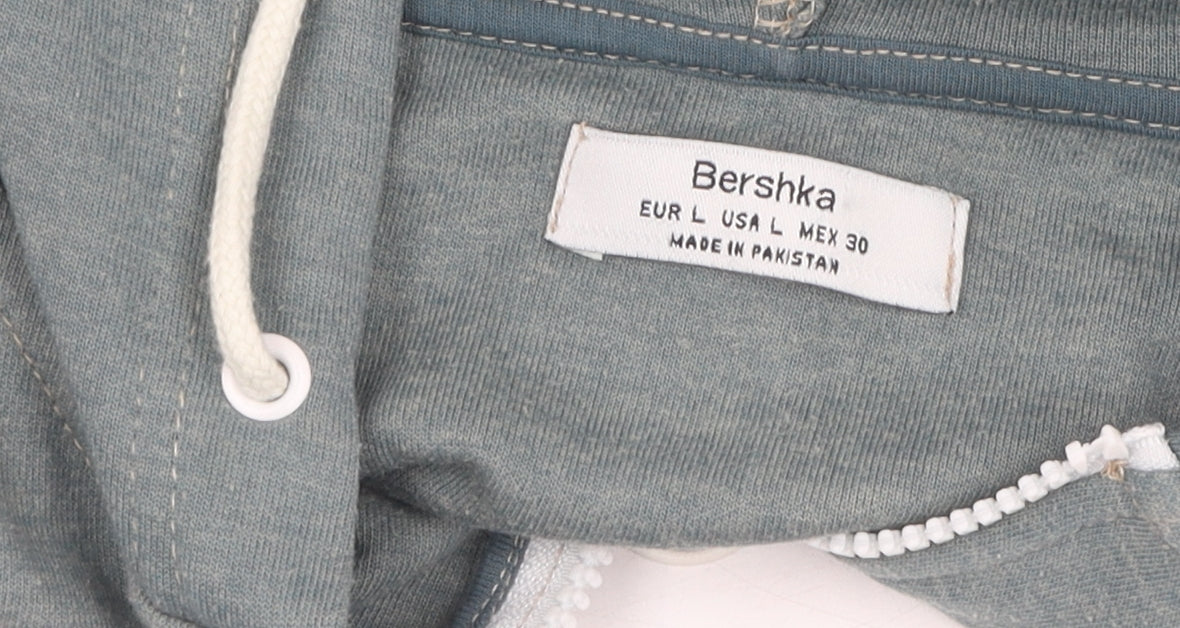 Bershka
EUR L USA L MEX 30
MADE IN PAKISTAN